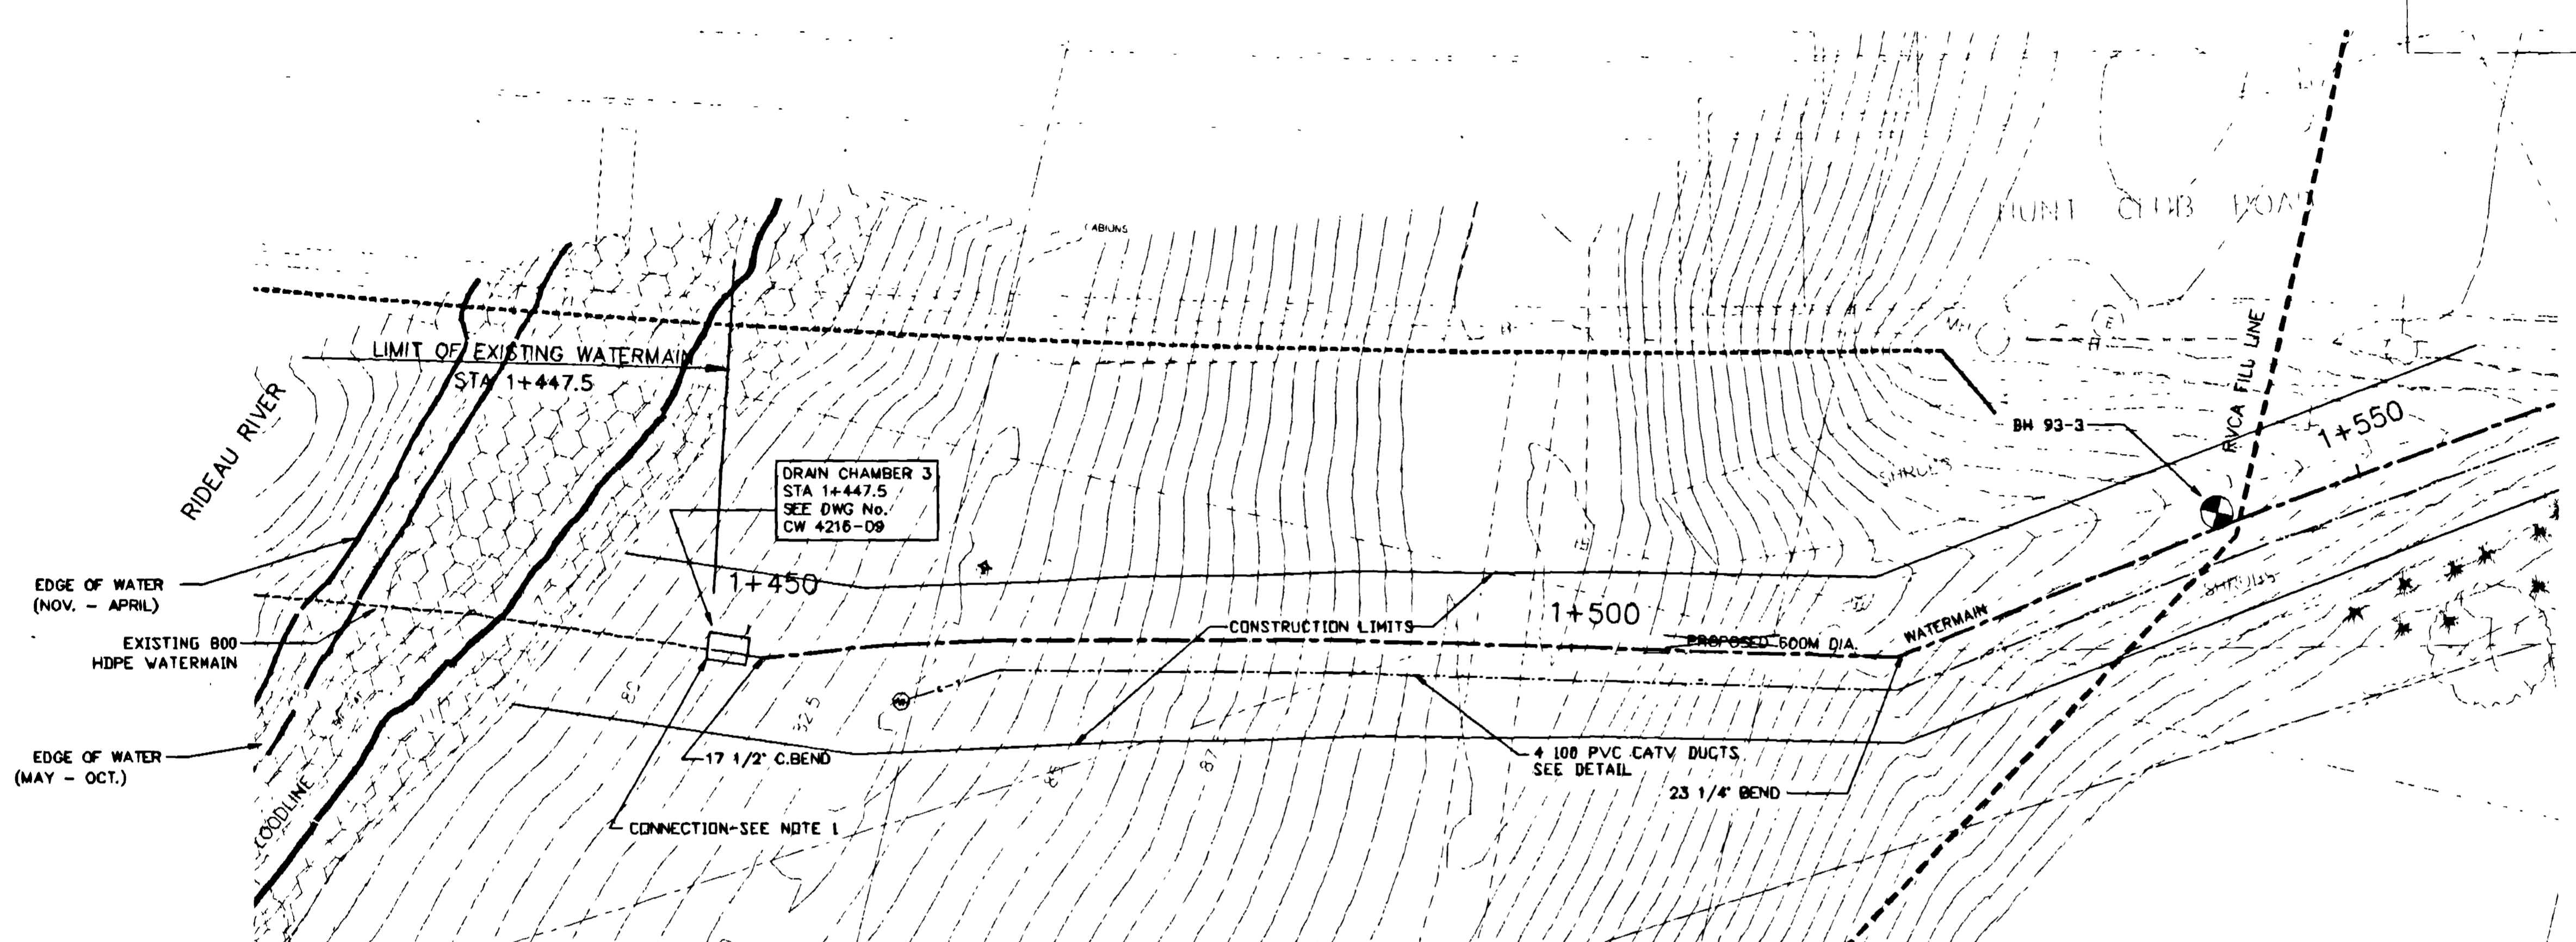 HUNT CLUB ROAD
LIMIT OF EXISTING WATERMAIN
STA 1+447.5
RIDEAU RIVER
RVCA FILL LINE
1+550
BH 93-3
SHRUBS
DRAIN CHAMBER 3
STA 1+447.5
SEE DWG No.
CW 4216-09
EDGE OF WATER
(NOV. - APRIL)
1+450
1+500
CONSTRUCTION LIMITS
WATERMAIN
PROPOSED 600M DIA.
SHRUBS
EXISTING 800
HDPE WATERMAIN
52.5
85
87
EDGE OF WATER
(MAY - OCT.)
17 1/2° C.BEND
4 100 PVC CATV DUCTS
SEE DETAIL
23 1/4° BEND
CONNECTION-SEE NOTE 1